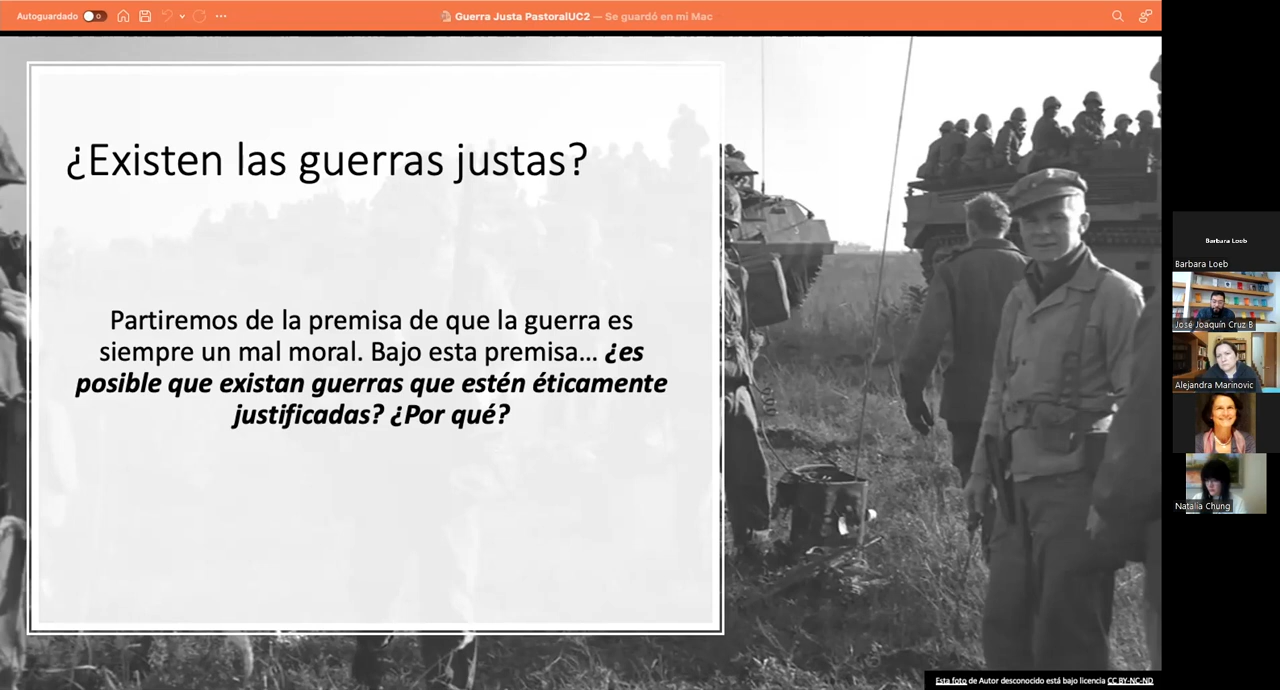 Autoguardado
Guerra Justa PastoralUC2 — Se guardó en mi Mac
¿Existen las guerras justas?
Partiremos de la premisa de que la guerra es
siempre un mal moral. Bajo esta premisa... ¿es
posible que existan guerras que estén éticamente
justificadas? ¿Por qué?
Esta foto de Autor desconocido está bajo licencia CC BY-NC-ND
Barbara Loeb
Barbara Loeb
José Joaquín Cruz B
Alejandra Marinovic
Natalia Chung